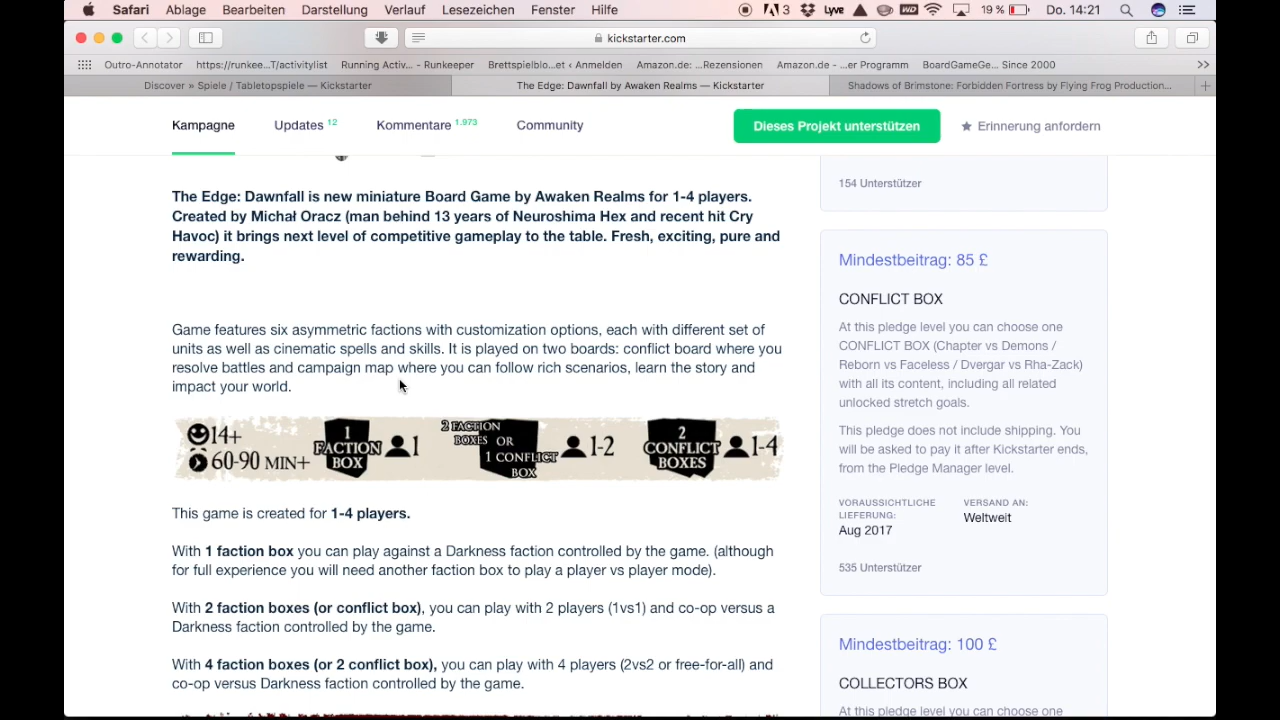 Safari Ablage Bearbeiten Darstellung Verlauf Lesezeichen Fenster Hilfe 3 Lyve WD 19 % Do. 14:21
kickstarter.com
Outro-Annotator https://runkee...T/activitylist Running Activ... - Runkeeper Brettspielblo...et ‹ Anmelden Amazon.de: ...Rezensionen Amazon.de - ...er Programm BoardGameGe... Since 2000 >>
Discover » Spiele / Tabletopspiele — Kickstarter The Edge: Dawnfall by Awaken Realms — Kickstarter Shadows of Brimstone: Forbidden Fortress by Flying Frog Production...
Kampagne Updates 12 Kommentare 1.973 Community Dieses Projekt unterstützen Erinnerung anfordern
The Edge: Dawnfall is new miniature Board Game by Awaken Realms for 1-4 players.
Created by Michał Oracz (man behind 13 years of Neuroshima Hex and recent hit Cry
Havoc) it brings next level of competitive gameplay to the table. Fresh, exciting, pure and
rewarding.
Game features six asymmetric factions with customization options, each with different set of
units as well as cinematic spells and skills. It is played on two boards: conflict board where you
resolve battles and campaign map where you can follow rich scenarios, learn the story and
impact your world.
14+
60-90 MIN+
1
FACTION
BOX
1
2 FACTION
BOXES OR
1 CONFLICT
BOX
1-2
2
CONFLICT
BOXES
1-4
This game is created for 1-4 players.
With 1 faction box you can play against a Darkness faction controlled by the game. (although
for full experience you will need another faction box to play a player vs player mode).
With 2 faction boxes (or conflict box), you can play with 2 players (1vs1) and co-op versus a
Darkness faction controlled by the game.
With 4 faction boxes (or 2 conflict box), you can play with 4 players (2vs2 or free-for-all) and
co-op versus Darkness faction controlled by the game.
154 Unterstützer
Mindestbeitrag: 85 £
CONFLICT BOX
At this pledge level you can choose one
CONFLICT BOX (Chapter vs Demons /
Reborn vs Faceless / Dvergar vs Rha-Zack)
with all its content, including all related
unlocked stretch goals.
This pledge does not include shipping. You
will be asked to pay it after Kickstarter ends,
from the Pledge Manager level.
VORAUSSICHTLICHE
LIEFERUNG:
Aug 2017
VERSAND AN:
Weltweit
535 Unterstützer
Mindestbeitrag: 100 £
COLLECTORS BOX
At this pledge level you can choose one